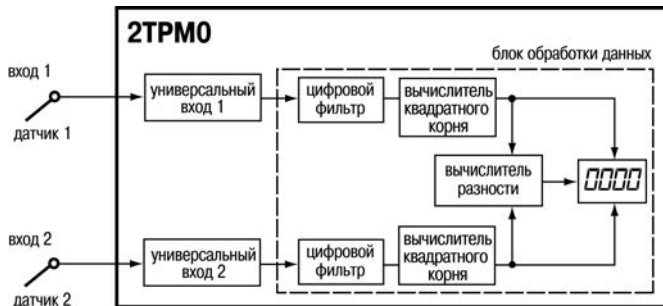 2ТРМ0
блок обработки данных
вход 1
датчик 1
универсальный
вход 1
цифровой
фильтр
вычислитель
квадратного
корня
вычислитель
разности
0000
вход 2
датчик 2
универсальный
вход 2
цифровой
фильтр
вычислитель
квадратного
корня